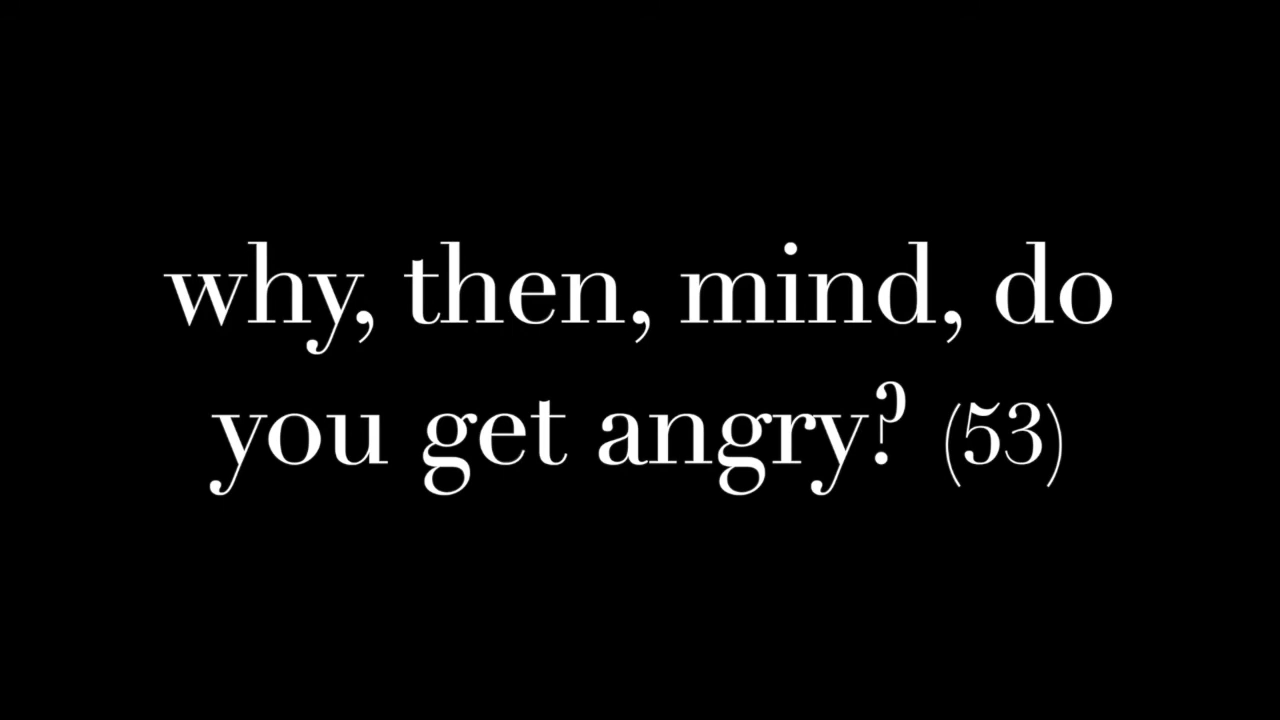 why, then, mind, do
you get angry? (53)